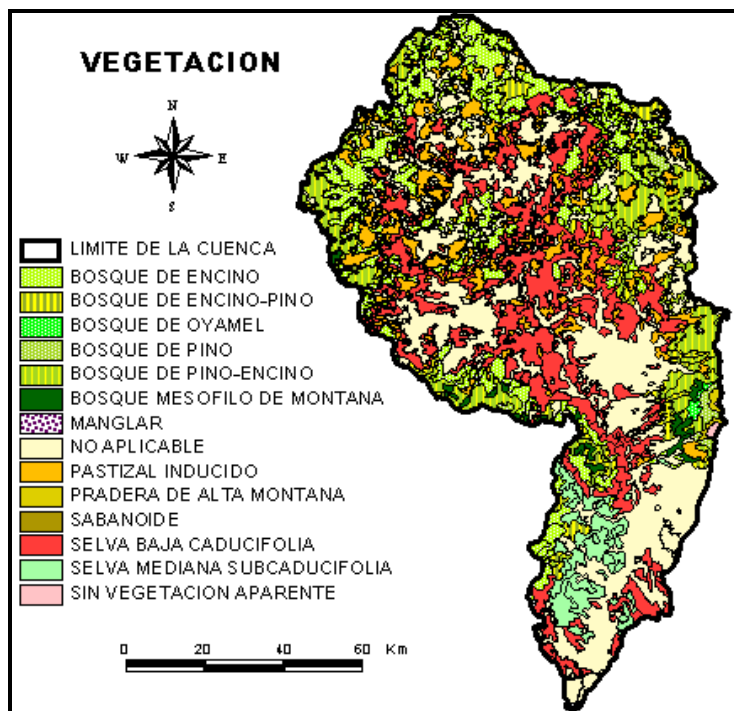 VEGETACION
N
W E
S
LIMITE DE LA CUENCA
BOSQUE DE ENCINO
BOSQUE DE ENCINO-PINO
BOSQUE DE OYAMEL
BOSQUE DE PINO
BOSQUE DE PINO-ENCINO
BOSQUE MESOFILO DE MONTANA
MANGLAR
NO APLICABLE
PASTIZAL INDUCIDO
PRADERA DE ALTA MONTANA
SABANOIDE
SELVA BAJA CADUCIFOLIA
SELVA MEDIANA SUBCADUCIFOLIA
SIN VEGETACION APARENTE
0 20 40 60 Km